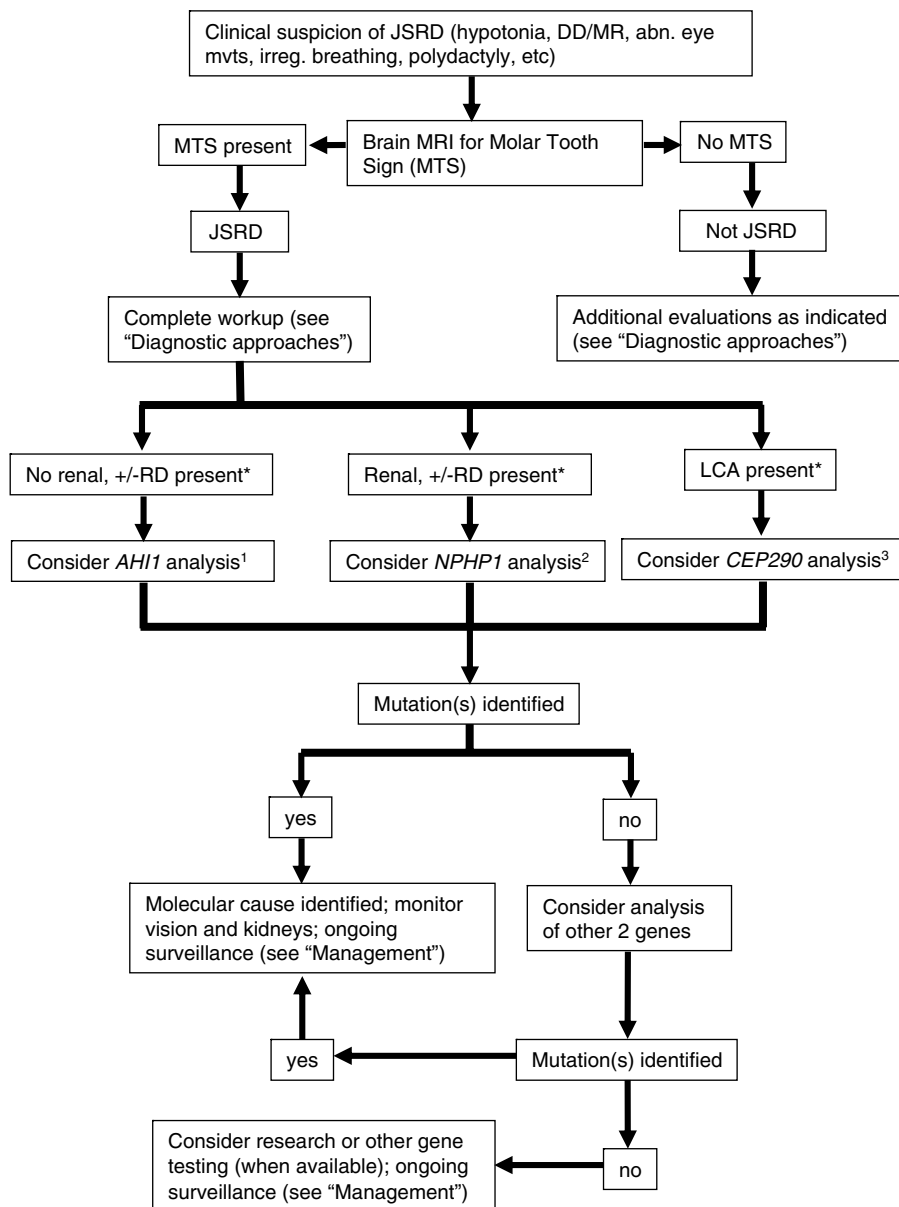 Clinical suspicion of JSRD (hypotonia, DD/MR, abn. eye
mvts, irreg. breathing, polydactyly, etc)
MTS present
Brain MRI for Molar Tooth
Sign (MTS)
No MTS
JSRD
Not JSRD
Complete workup (see
“Diagnostic approaches”)
Additional evaluations as indicated
(see “Diagnostic approaches”)
No renal, +/-RD present*
Renal, +/-RD present*
LCA present*
Consider AHI1 analysis¹
Consider NPHP1 analysis²
Consider CEP290 analysis³
Mutation(s) identified
yes
no
Molecular cause identified; monitor
vision and kidneys; ongoing
surveillance (see “Management”)
Consider analysis
of other 2 genes
yes
Mutation(s) identified
Consider research or other gene
testing (when available); ongoing
surveillance (see “Management”)
no